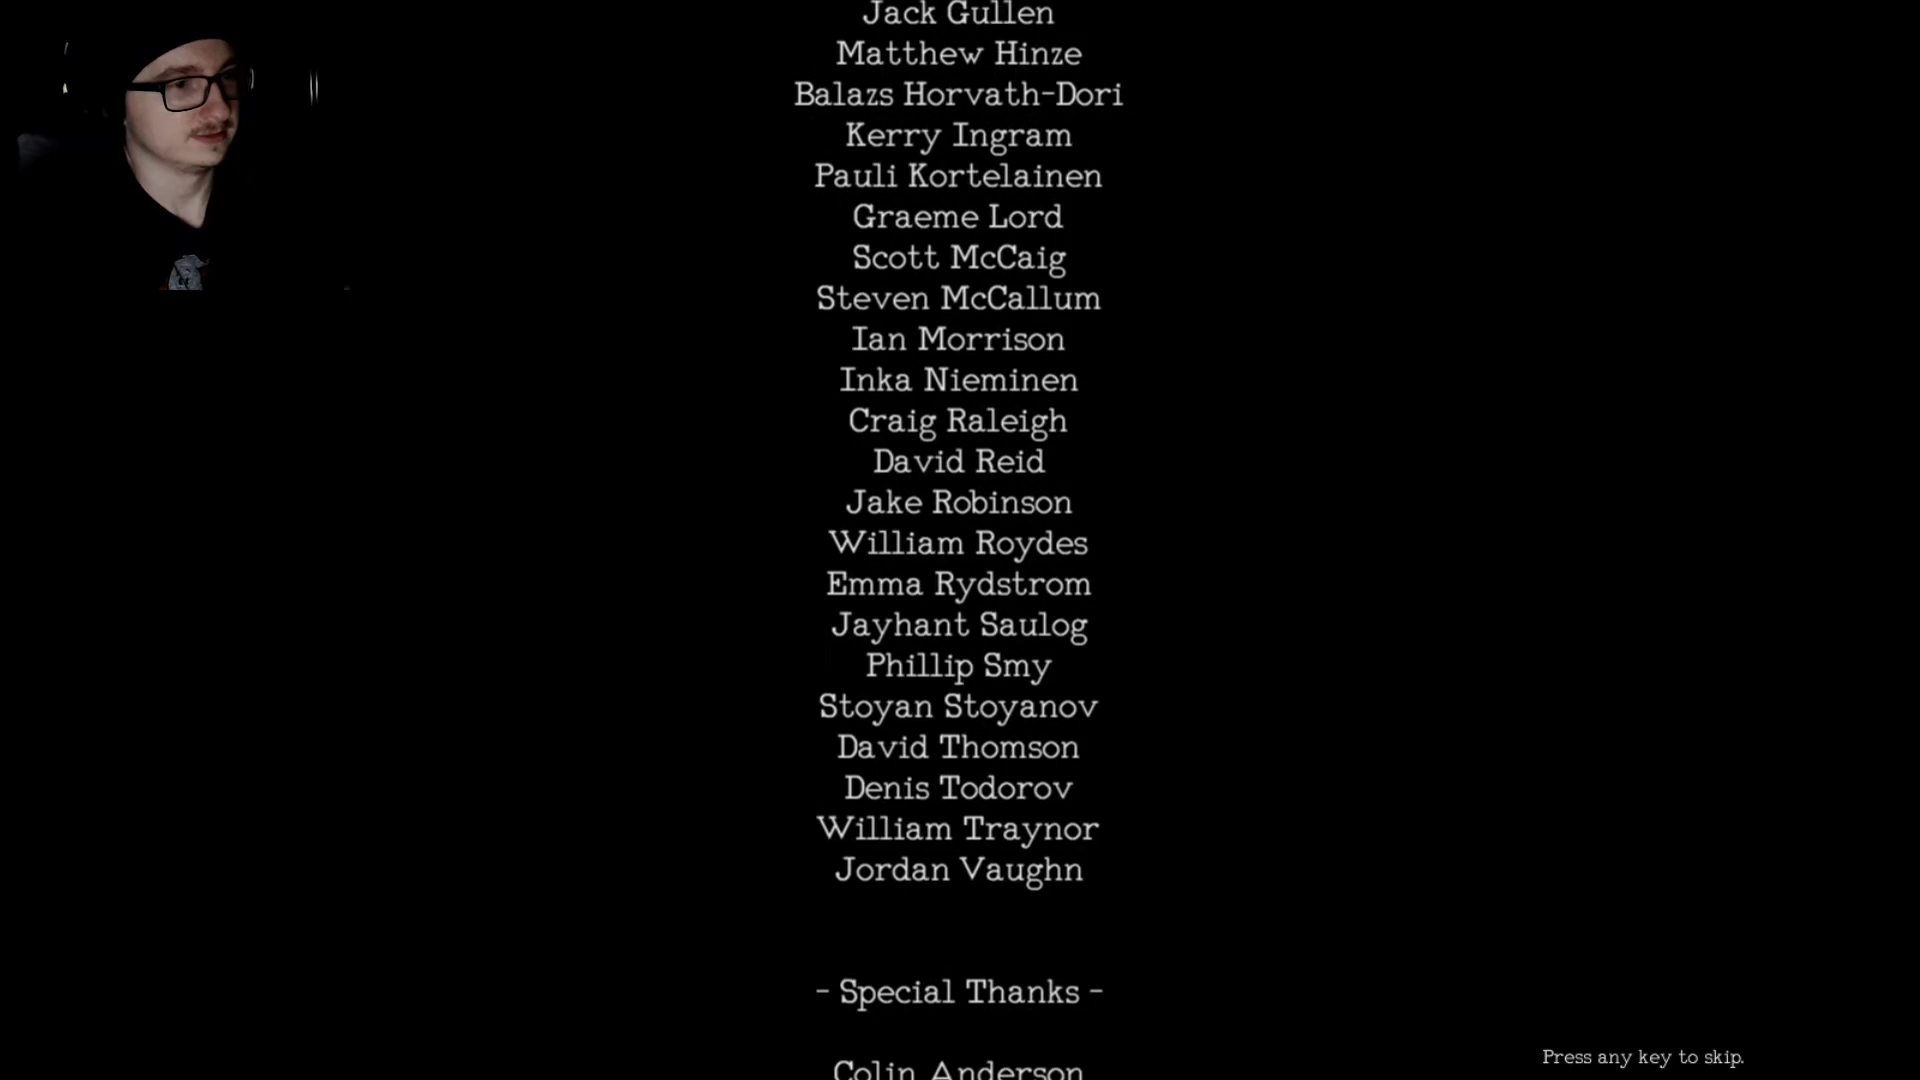 Jack Gullen
Matthew Hinze
Balazs Horvath-Dori
Kerry Ingram
Pauli Kortelainen
Graeme Lord
Scott McCaig
Steven McCallum
Ian Morrison
Inka Nieminen
Craig Raleigh
David Reid
Jake Robinson
William Roydes
Emma Rydstrom
Jayhant Saulog
Phillip Smy
Stoyan Stoyanov
David Thomson
Denis Todorov
William Traynor
Jordan Vaughn
- Special Thanks -
Colin Anderson
Press any key to skip.